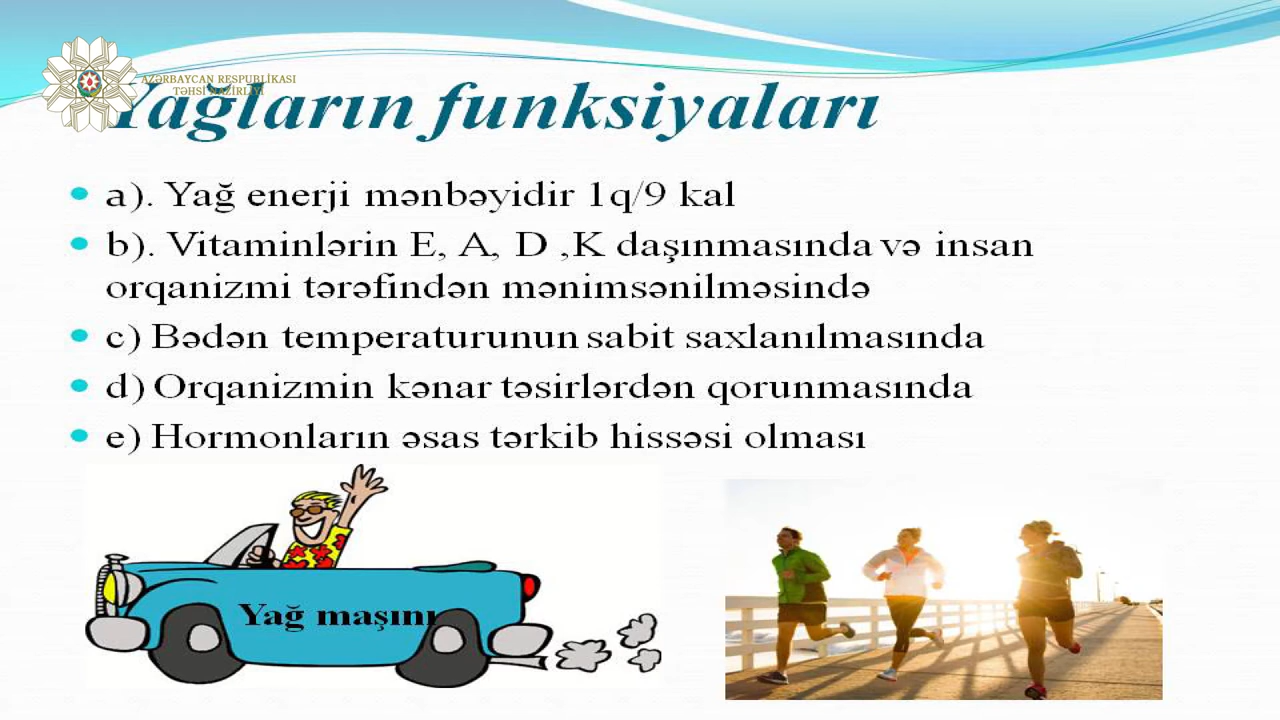 AZƏRBAYCAN RESPUBLİKASI
TƏHSİL NAZİRLİYİ
Yağların funksiyaları
a). Yağ enerji mənbəyidir 1q/9 kal
b). Vitaminlərin E, A, D ,K daşınmasında və insan
orqanizmi tərəfindən mənimsənilməsində
c) Bədən temperaturunun sabit saxlanılmasında
d) Orqanizmin kənar təsirlərdən qorunmasında
e) Hormonların əsas tərkib hissəsi olması
Yağ maşını